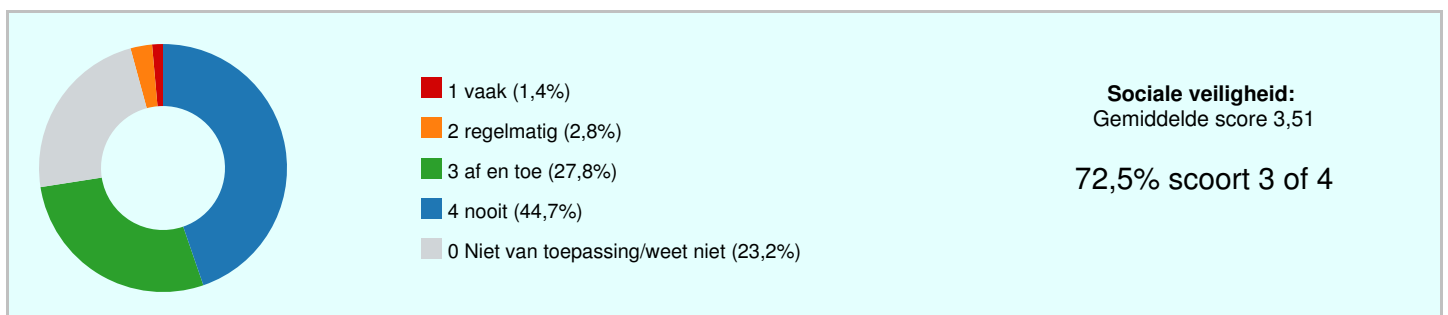 1 vaak (1,4%)
2 regelmatig (2,8%)
3 af en toe (27,8%)
4 nooit (44,7%)
0 Niet van toepassing/weet niet (23,2%)
Sociale veiligheid:
Gemiddelde score 3,51
72,5% scoort 3 of 4